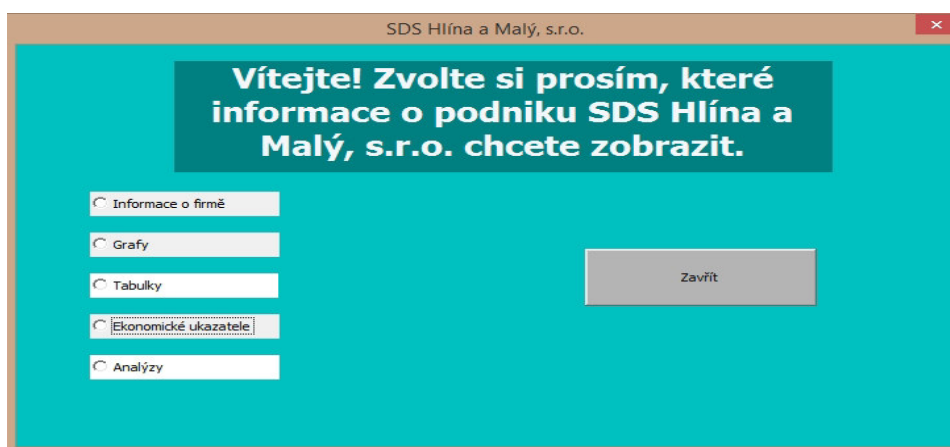 SDS Hlína a Malý, s.r.o.
Vítejte! Zvolte si prosím, které
informace o podniku SDS Hlína a
Malý, s.r.o. chcete zobrazit.
Informace o firmě
Grafy
Tabulky
Zavřít
Ekonomické ukazatele
Analýzy